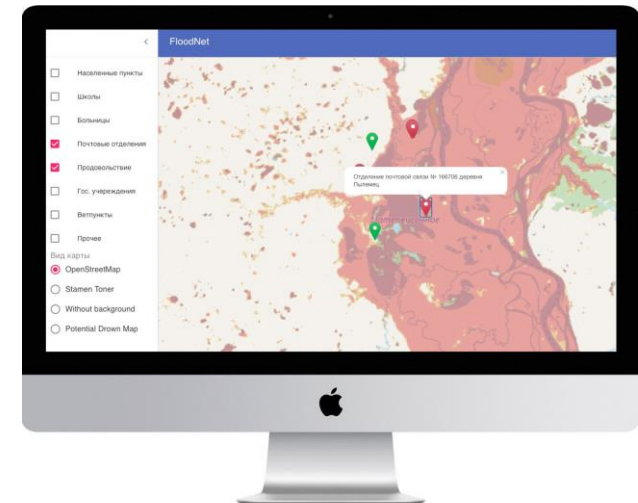 FloodNet
Населенные пункты
Школы
Больницы
Почтовые отделения
Продовольствие
Гос. учереждения
Ветпункты
Прочее
Вид карты
OpenStreetMap
Stamen Toner
Without background
Potential Drown Map
Отделение почтовой связи № 166706 деревня
Пылемец